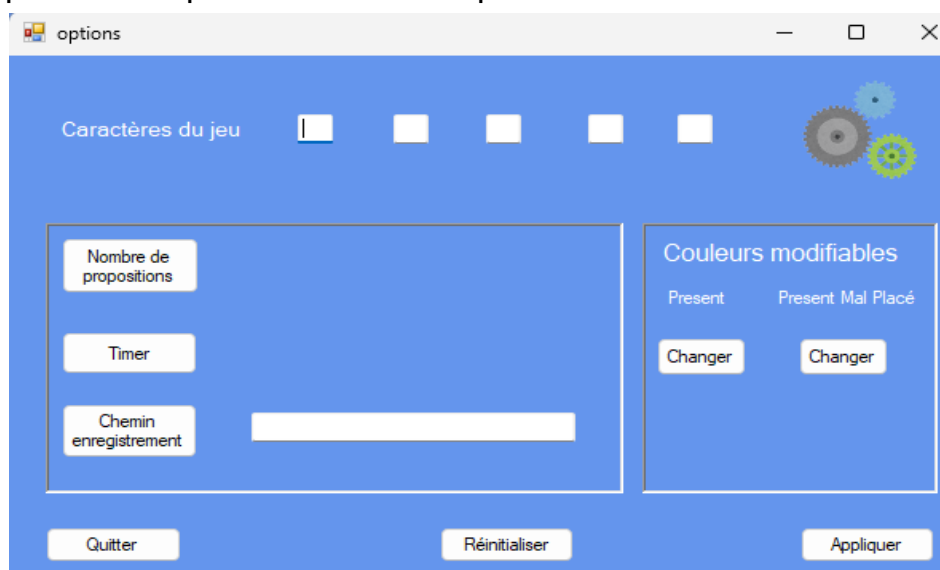 options
Caractères du jeu
Nombre de
propositions
Timer
Chemin
enregistrement
Couleurs modifiables
Present Present Mal Placé
Changer Changer
Quitter Réinitialiser Appliquer